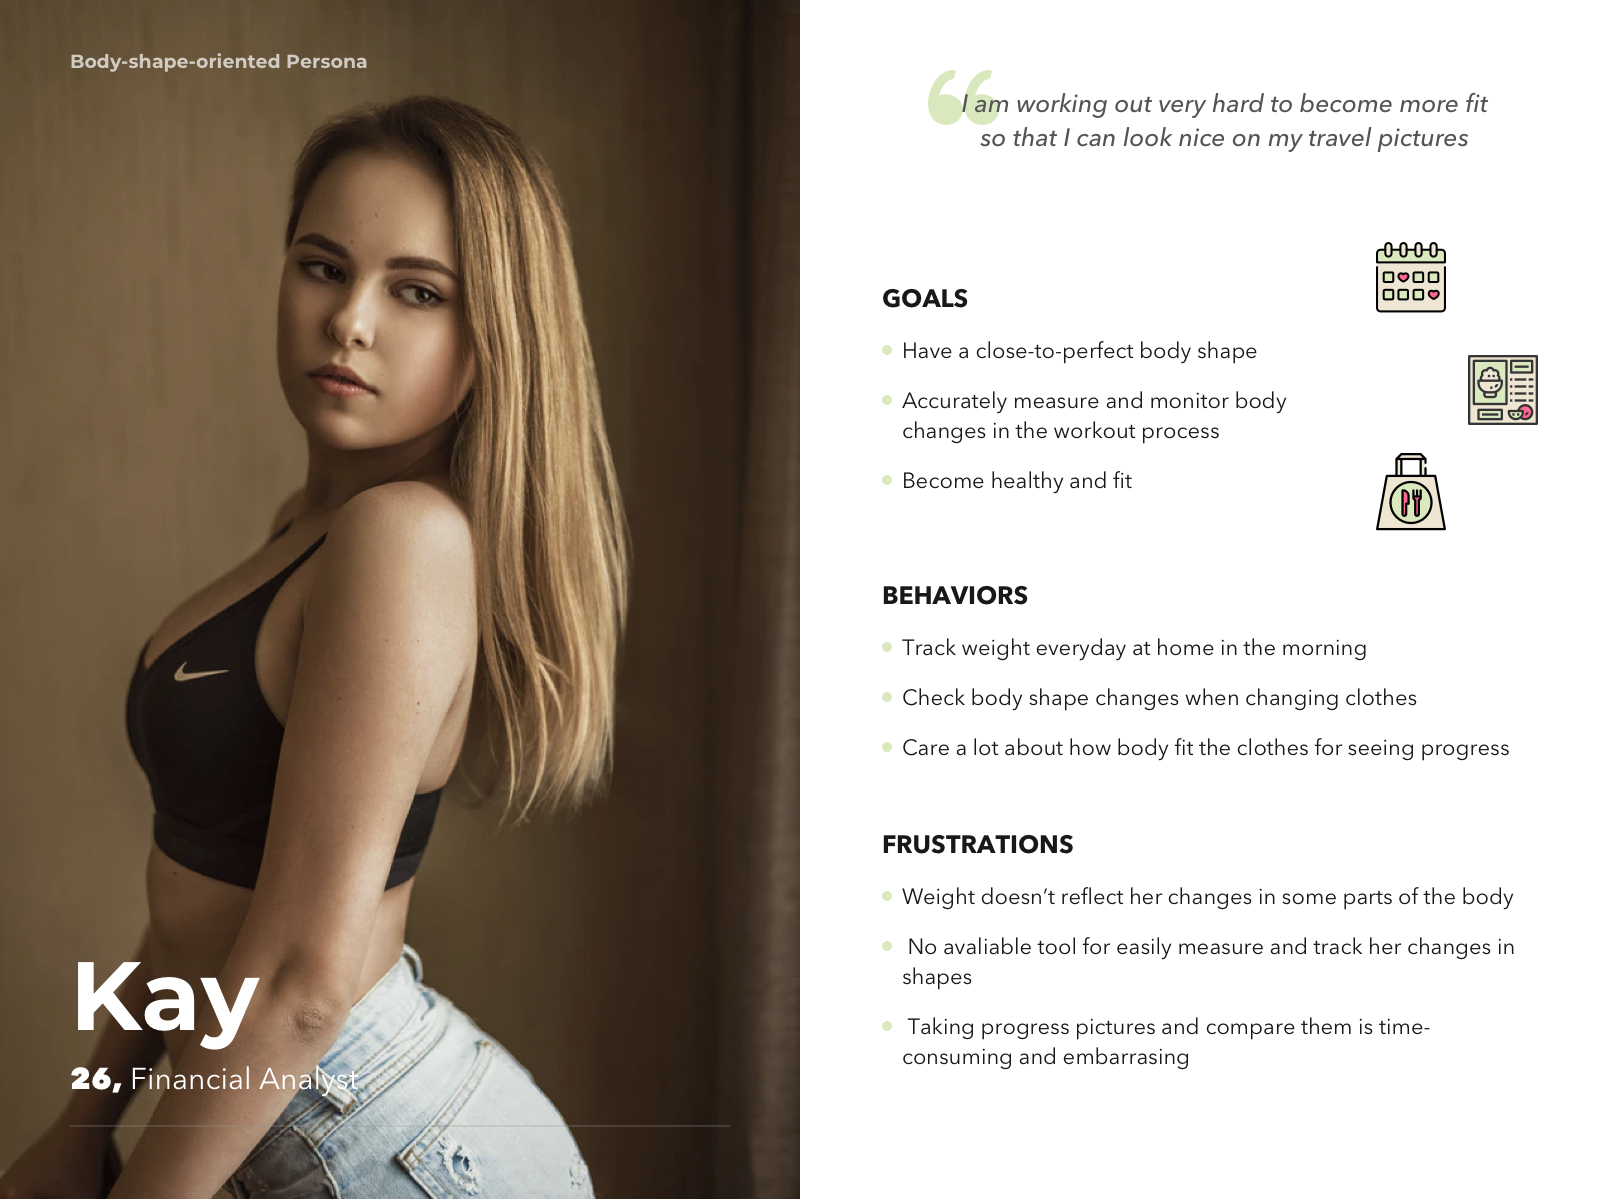 Body-shape-oriented Persona
Kay
26, Financial Analyst
I am working out very hard to become more fit
so that I can look nice on my travel pictures
GOALS
Have a close-to-perfect body shape
Accurately measure and monitor body
changes in the workout process
Become healthy and fit
BEHAVIORS
Track weight everyday at home in the morning
Check body shape changes when changing clothes
Care a lot about how body fit the clothes for seeing progress
FRUSTRATIONS
Weight doesn’t reflect her changes in some parts of the body
No avaliable tool for easily measure and track her changes in
shapes
Taking progress pictures and compare them is time-
consuming and embarrasing